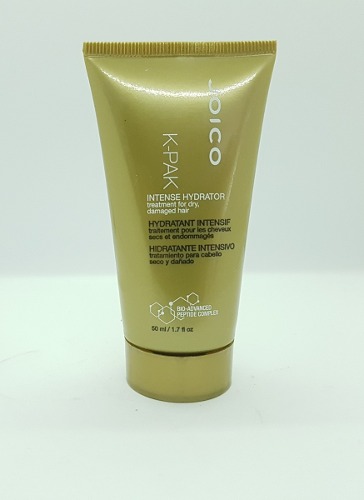 JOICO
K-PAK
INTENSE HYDRATOR
treatment for dry,
damaged hair
HYDRATANT INTENSIF
traitement pour les cheveux
secs et endommagés
HIDRATANTE INTENSIVO
tratamiento para cabello
seco y dañado
BIO-ADVANCED
PEPTIDE COMPLEX
50 ml / 1.7 fl oz